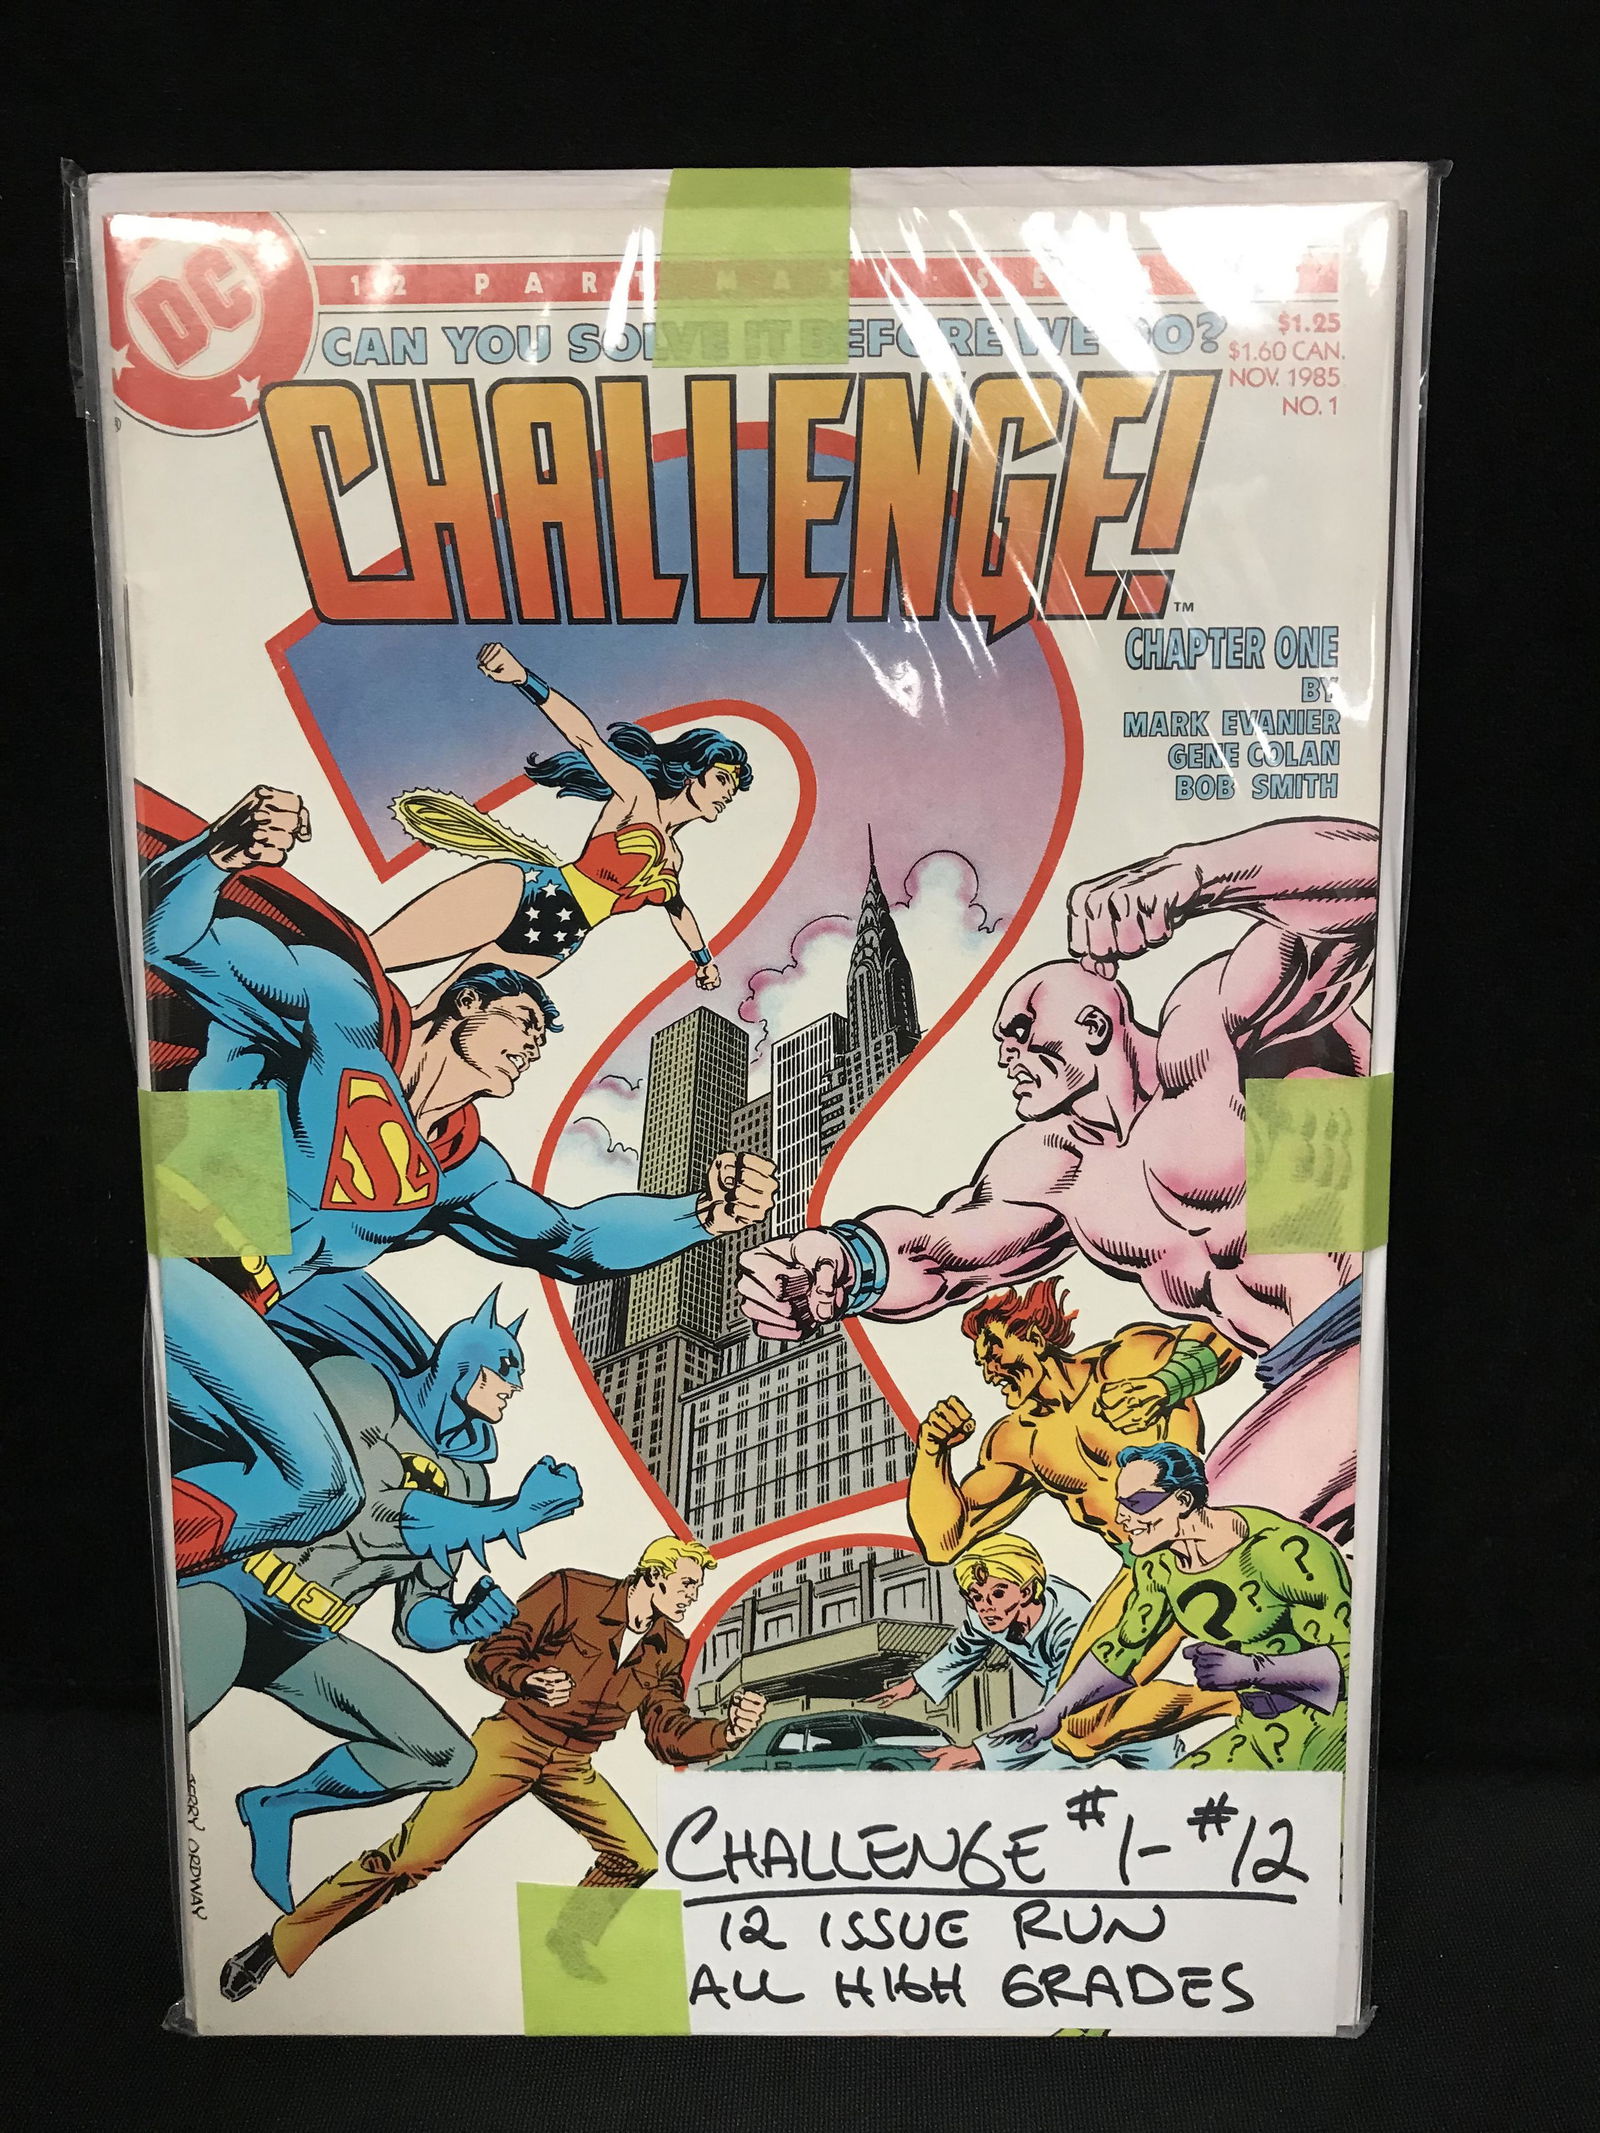 DC
12 PART MAXI-SERIES
CAN YOU SOLVE IT BEFORE WE DO?
$1.25
$1.60 CAN.
NOV. 1985
NO. 1
CHALLENGE!
TM
CHAPTER ONE
BY
MARK EVANIER
GENE COLAN
BOB SMITH
S
JERRY ORDWAY
CHALLENGE #1-#12
12 ISSUE RUN
ALL HIGH GRADES